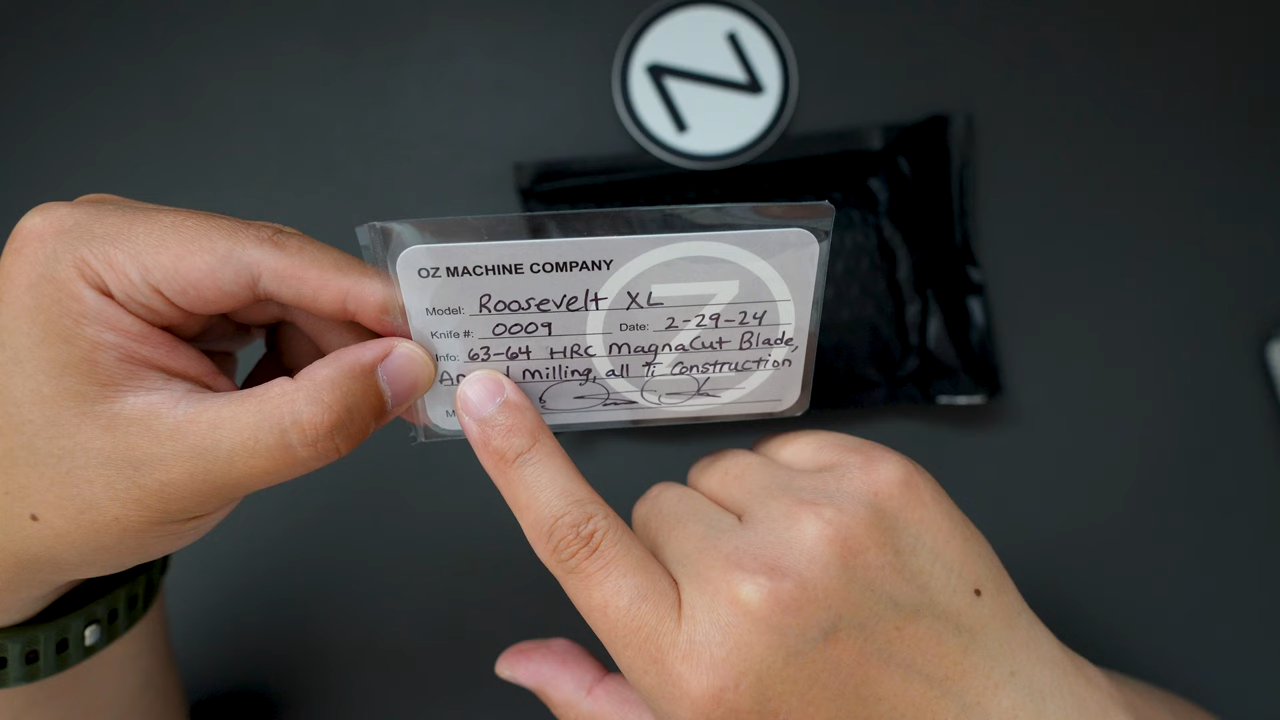 Z
OZ MACHINE COMPANY
Model: Roosevelt XL
Knife #: 0009 Date: 2-29-24
Info: 63-64 HRc MagnaCut Blade,
Milling, all Ti Construction